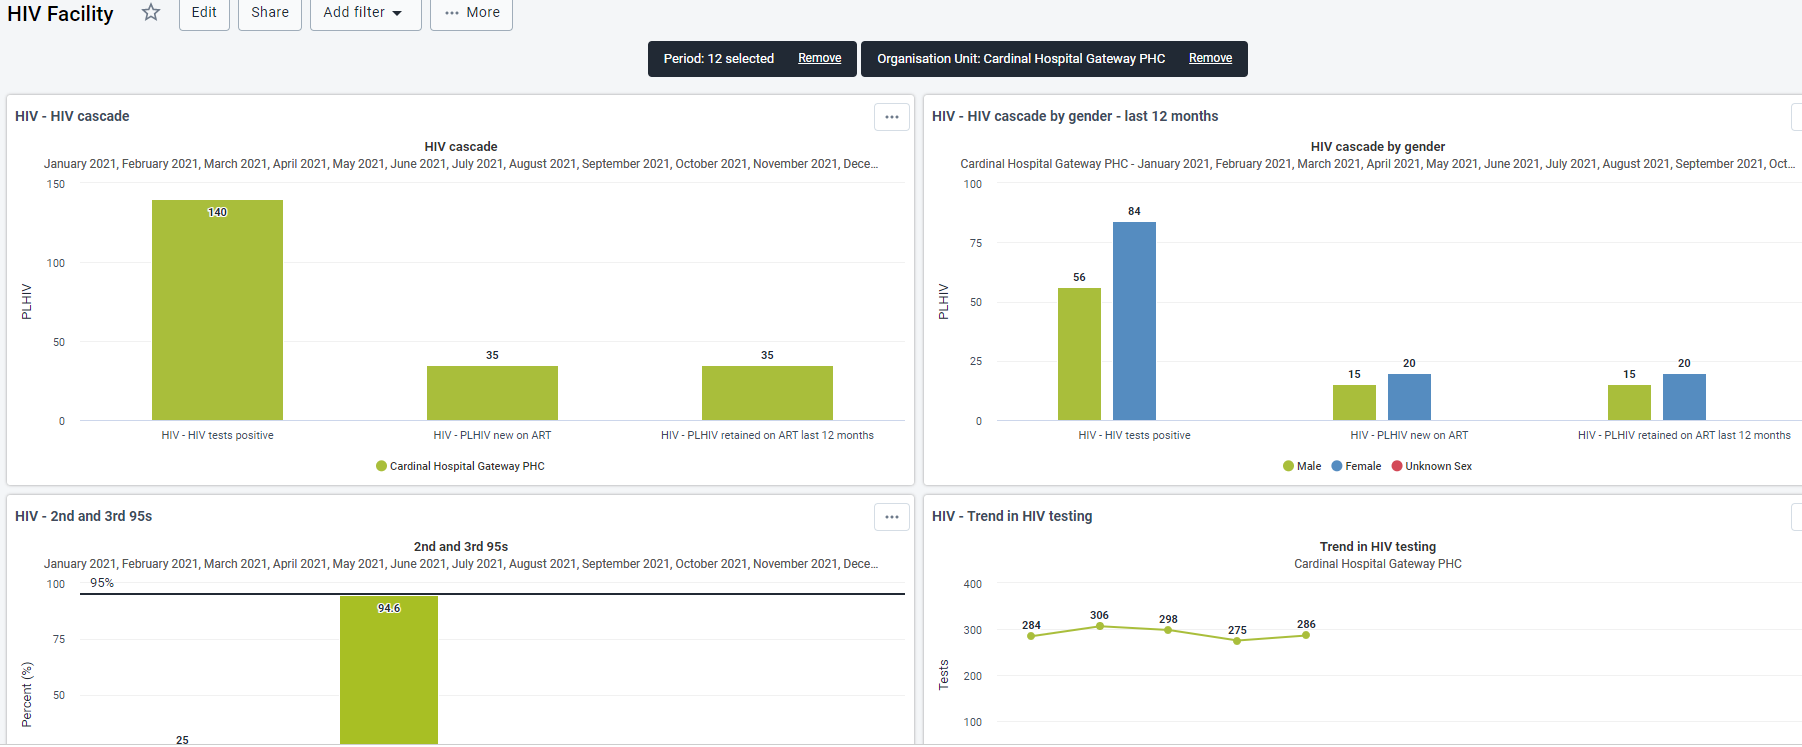 HIV Facility
Edit
Share
Add filter
More
Period: 12 selected Remove
Organisation Unit: Cardinal Hospital Gateway PHC Remove
HIV - HIV cascade
HIV cascade
January 2021, February 2021, March 2021, April 2021, May 2021, June 2021, July 2021, August 2021, September 2021, October 2021, November 2021, Dece...
150
100
50
0
PLHIV
140
35
35
HIV - HIV tests positive
HIV - PLHIV new on ART
HIV - PLHIV retained on ART last 12 months
Cardinal Hospital Gateway PHC
HIV - HIV cascade by gender - last 12 months
HIV cascade by gender
Cardinal Hospital Gateway PHC - January 2021, February 2021, March 2021, April 2021, May 2021, June 2021, July 2021, August 2021, September 2021, Oct...
100
75
50
25
0
PLHIV
56
84
15
20
15
20
HIV - HIV tests positive
HIV - PLHIV new on ART
HIV - PLHIV retained on ART last 12 months
Male
Female
Unknown Sex
HIV - 2nd and 3rd 95s
2nd and 3rd 95s
January 2021, February 2021, March 2021, April 2021, May 2021, June 2021, July 2021, August 2021, September 2021, October 2021, November 2021, Dece...
100
75
50
Percent (%)
95%
94.6
25
HIV - Trend in HIV testing
Trend in HIV testing
Cardinal Hospital Gateway PHC
400
300
200
100
Tests
284
306
298
275
286